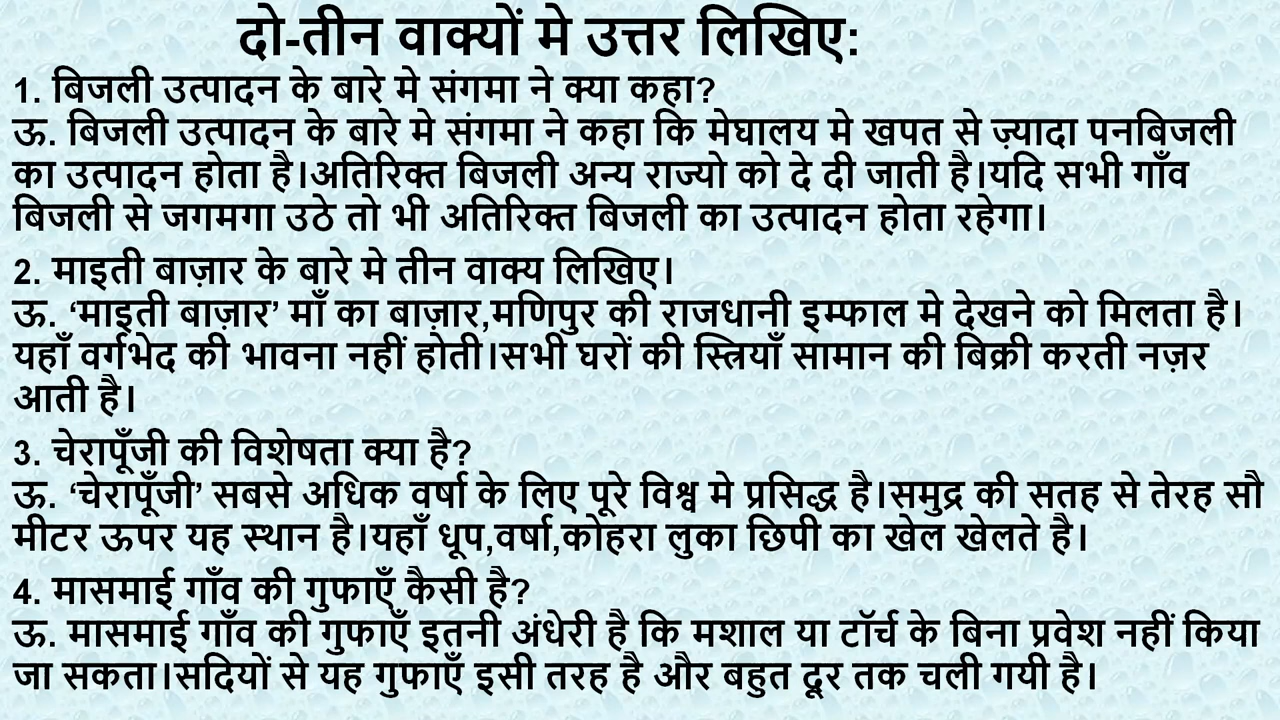 दो-तीन वाक्यों मे उत्तर लिखिए:
1. बिजली उत्पादन के बारे मे संगमा ने क्या कहा?
ऊ. बिजली उत्पादन के बारे मे संगमा ने कहा कि मेघालय मे खपत से ज़्यादा पनबिजली
का उत्पादन होता है।अतिरिक्त बिजली अन्य राज्यो को दे दी जाती है।यदि सभी गाँव
बिजली से जगमगा उठे तो भी अतिरिक्त बिजली का उत्पादन होता रहेगा।
2. माइती बाज़ार के बारे मे तीन वाक्य लिखिए।
ऊ. ‘माइती बाज़ार’ माँ का बाज़ार,मणिपुर की राजधानी इम्फाल मे देखने को मिलता है।
यहाँ वर्गभेद की भावना नहीं होती।सभी घरों की स्त्रियाँ सामान की बिक्री करती नज़र
आती है।
3. चेरापूँजी की विशेषता क्या है?
ऊ. ‘चेरापूँजी’ सबसे अधिक वर्षा के लिए पूरे विश्व मे प्रसिद्ध है।समुद्र की सतह से तेरह सौ
मीटर ऊपर यह स्थान है।यहाँ धूप,वर्षा,कोहरा लुका छिपी का खेल खेलते है।
4. मासमाई गाँव की गुफाएँ कैसी है?
ऊ. मासमाई गाँव की गुफाएँ इतनी अंधेरी है कि मशाल या टॉर्च के बिना प्रवेश नहीं किया
जा सकता।सदियों से यह गुफाएँ इसी तरह है और बहुत दूर तक चली गयी है।